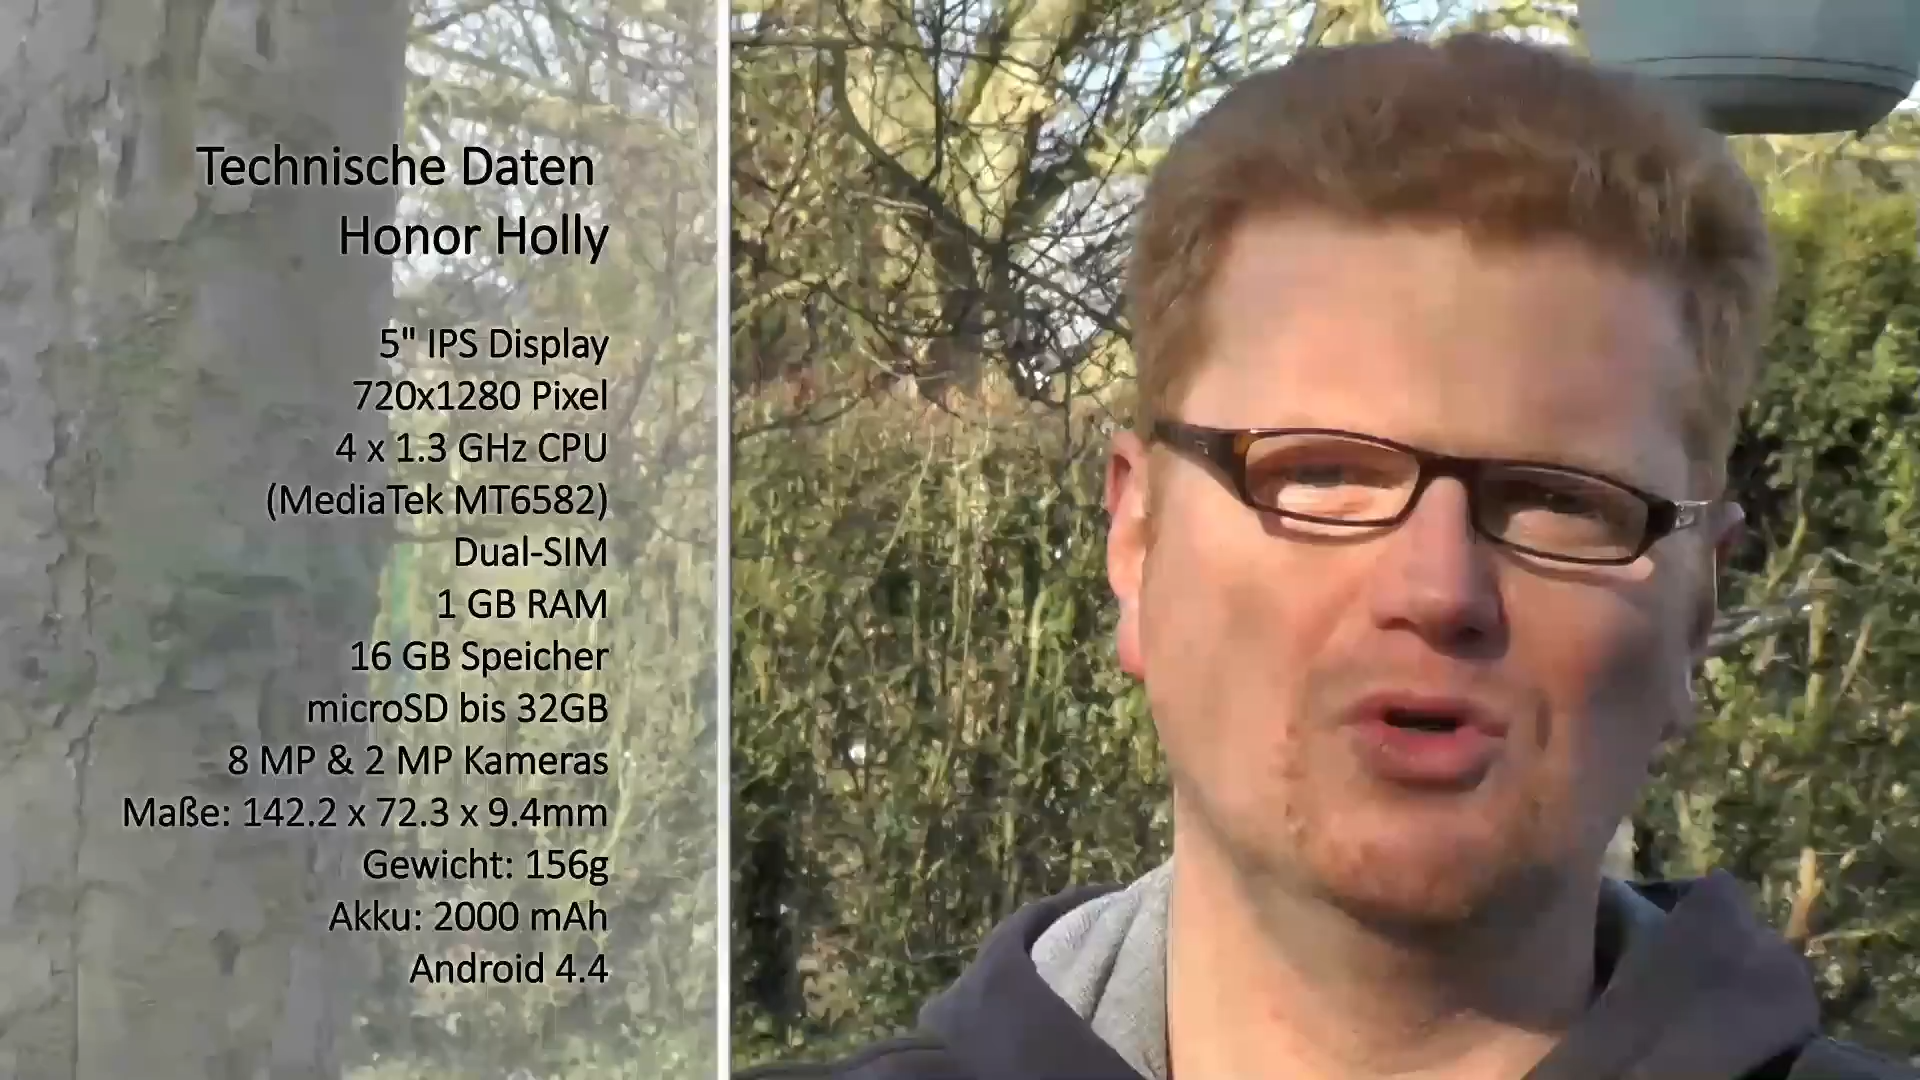 Technische Daten
Honor Holly
5" IPS Display
720x1280 Pixel
4 x 1.3 GHz CPU
(MediaTek MT6582)
Dual-SIM
1 GB RAM
16 GB Speicher
microSD bis 32GB
8 MP & 2 MP Kameras
Maße: 142.2 x 72.3 x 9.4mm
Gewicht: 156g
Akku: 2000 mAh
Android 4.4